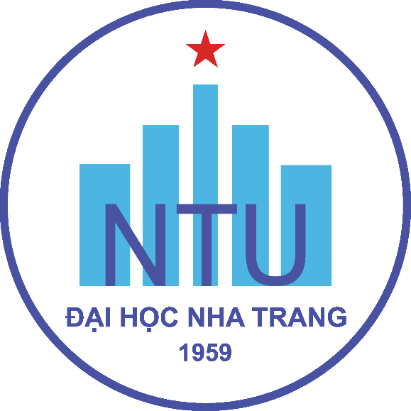 NTU
ĐẠI HỌC NHA TRANG
1959